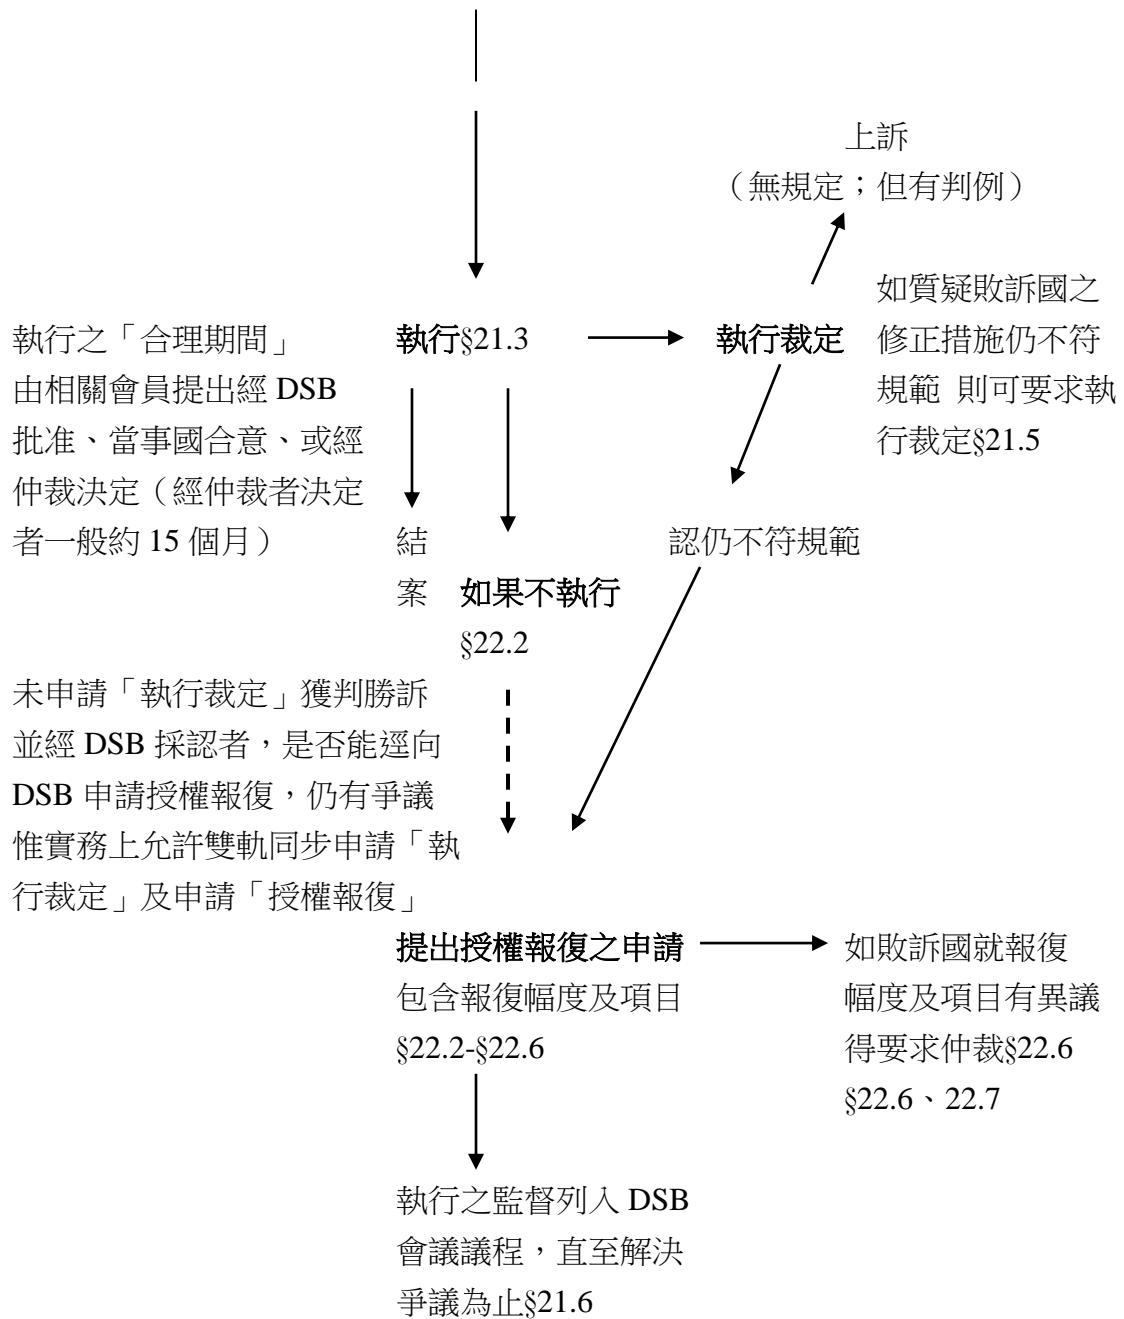 上訴
（無規定；但有判例）
如質疑敗訴國之
修正措施仍不符
規範 則可要求執
行裁定§21.5
執行之「合理期間」
由相關會員提出經 DSB
批准、當事國合意、或經
仲裁決定（經仲裁者決定
者一般約 15 個月）
執行§21.3
執行裁定
結
案
如果不執行
§22.2
認仍不符規範
未申請「執行裁定」獲判勝訴
並經 DSB 採認者，是否能逕向
DSB 申請授權報復，仍有爭議
惟實務上允許雙軌同步申請「執
行裁定」及申請「授權報復」
提出授權報復之申請
包含報復幅度及項目
§22.2-§22.6
如敗訴國就報復
幅度及項目有異議
得要求仲裁§22.6
§22.6、22.7
執行之監督列入 DSB
會議議程，直至解決
爭議為止§21.6